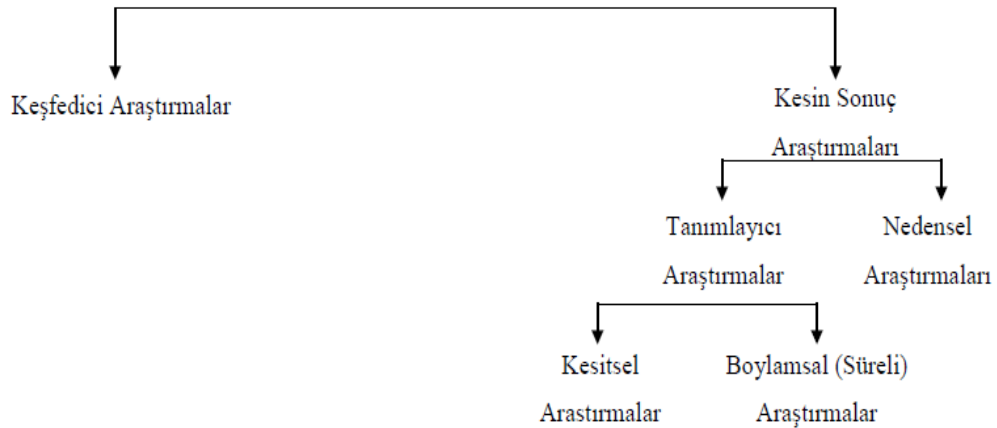 Keşfedici Araştırmalar
Kesin Sonuç
Araştırmaları
Tanımlayıcı
Araştırmalar
Nedensel
Araştırmaları
Kesitsel
Arastırmalar
Boylamsal (Süreli)
Araştırmalar